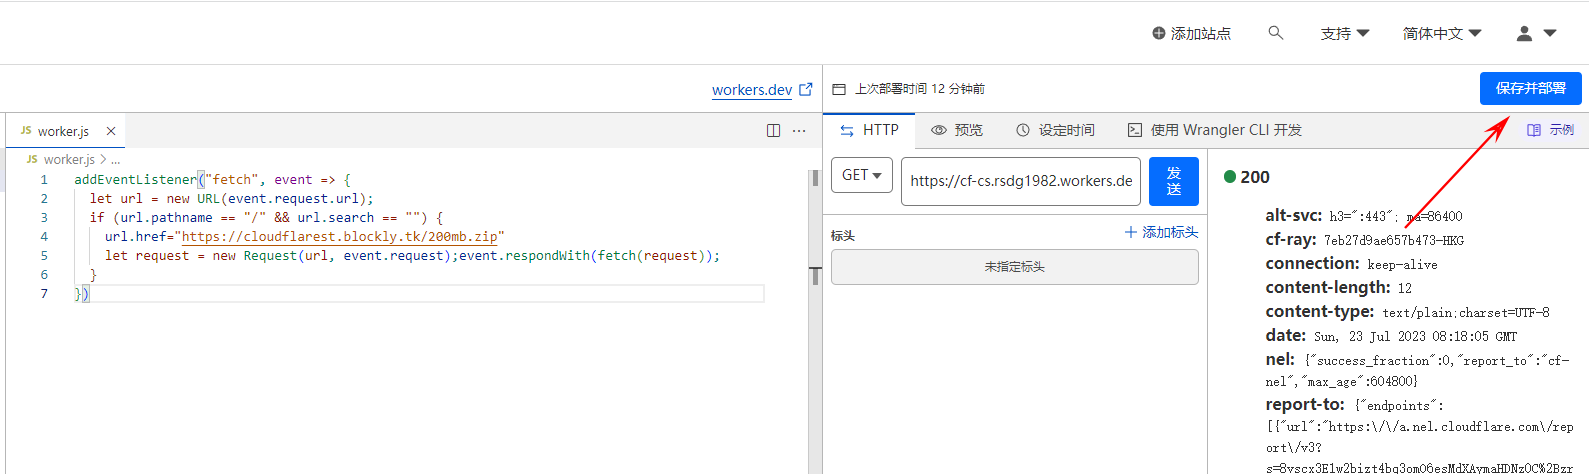 添加站点 支持 简体中文
workers.dev 上次部署时间 12 分钟前 保存并部署
JS worker.js × HTTP 预览 设定时间 使用 Wrangler CLI 开发 示例
JS worker.js > ...
1 addEventListener("fetch", event => {
2 let url = new URL(event.request.url);
3 if (url.pathname == "/" && url.search == "") {
4 url.href="https://cloudflarest.blockly.tk/200mb.zip"
5 let request = new Request(url, event.request);event.respondWith(fetch(request));
6 }
7 })
GET https://cf-cs.rsdg1982.workers.de 发送
标头 + 添加标头
未指定标头
200
alt-svc: h3=":443"; ma=86400
cf-ray: 7eb27d9ae657b473-HKG
connection: keep-alive
content-length: 12
content-type: text/plain;charset=UTF-8
date: Sun, 23 Jul 2023 08:18:05 GMT
nel: {"success_fraction":0,"report_to":"cf-
nel","max_age":604800}
report-to: {"endpoints":
[{"url":"https:\/\/a.nel.cloudflare.com\/rep
ort\/v3?